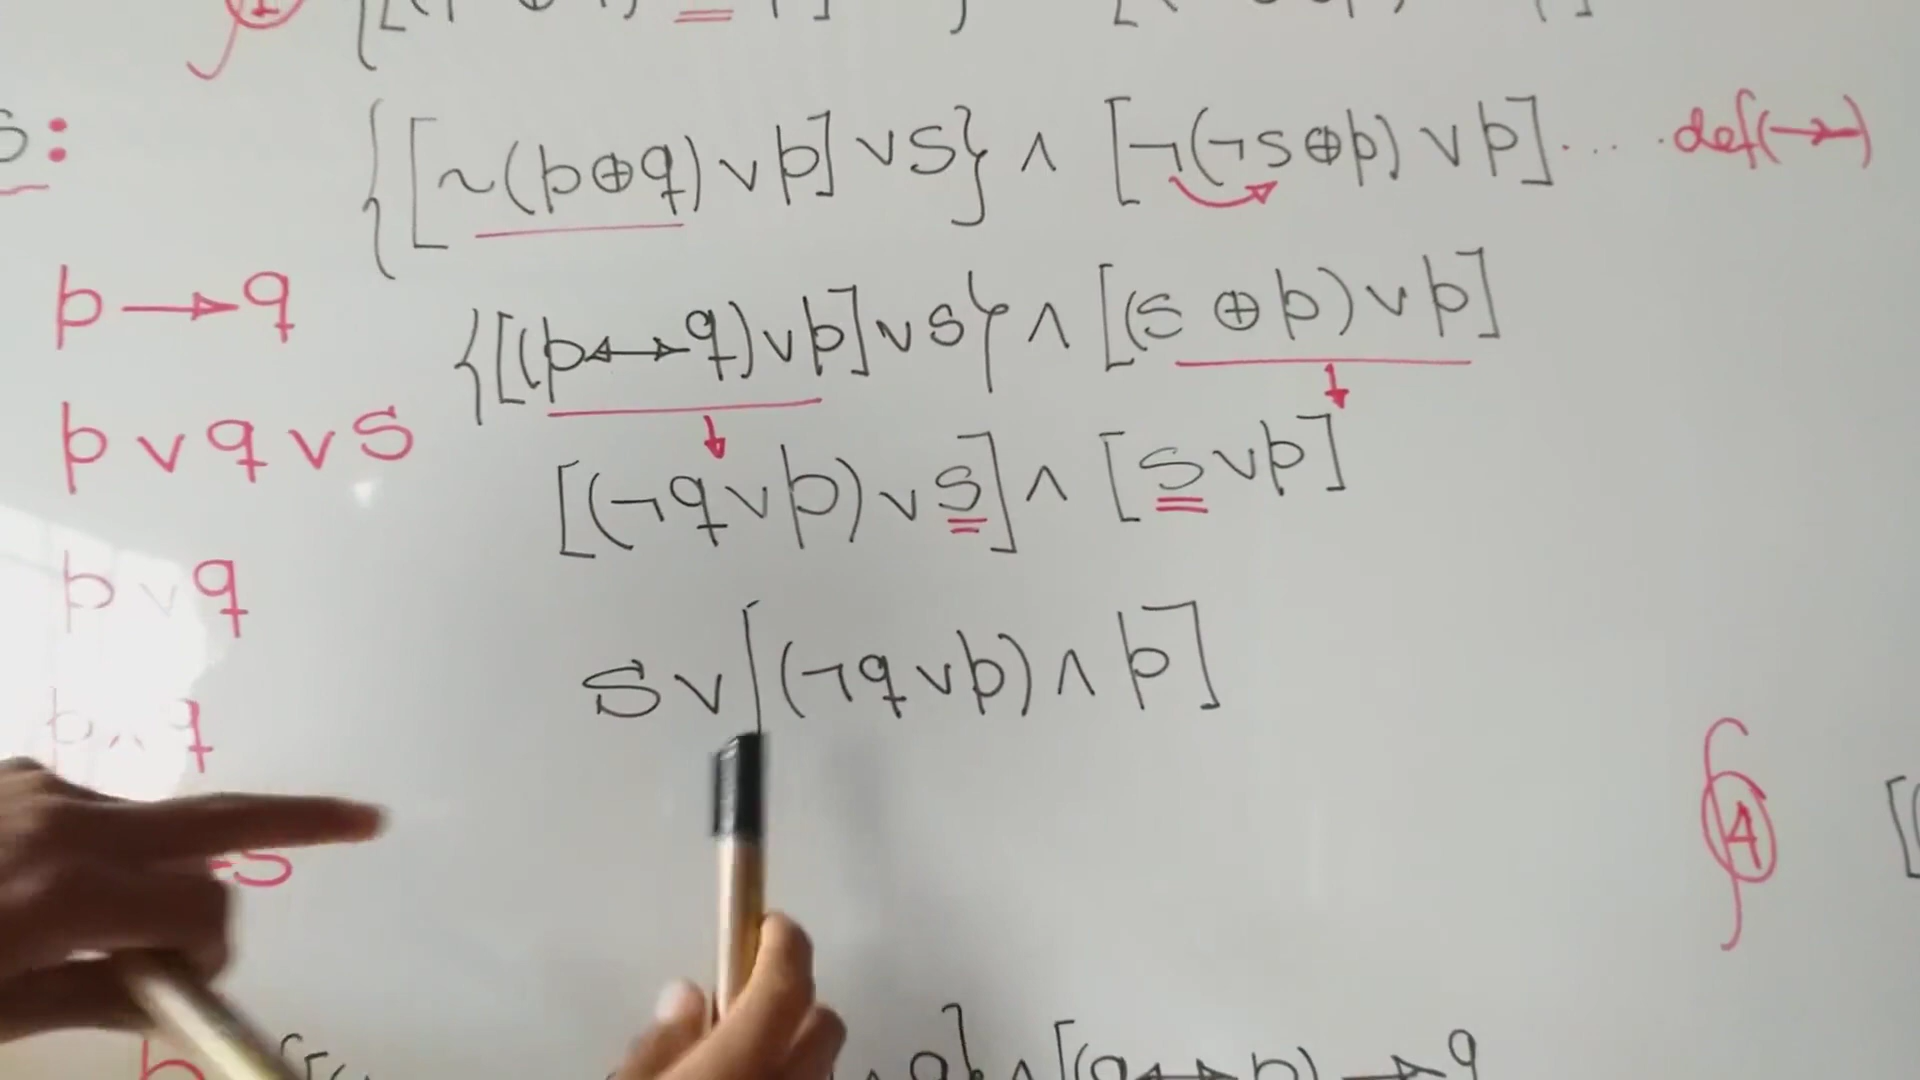 S:
{[~(p⊕q)∨p]∨S}∧[¬(¬S⊕p)∨p]..... def(→)
p→q
{[(p↔q)∨p]∨S}∧[(S⊕p)∨p]
p∨q∨S
[(¬q∨p)∨S]∧[S∨p]
p∨q
S∨[(¬q∨p)∧p]
p∧q
S
A
∧[(q↔p)→q